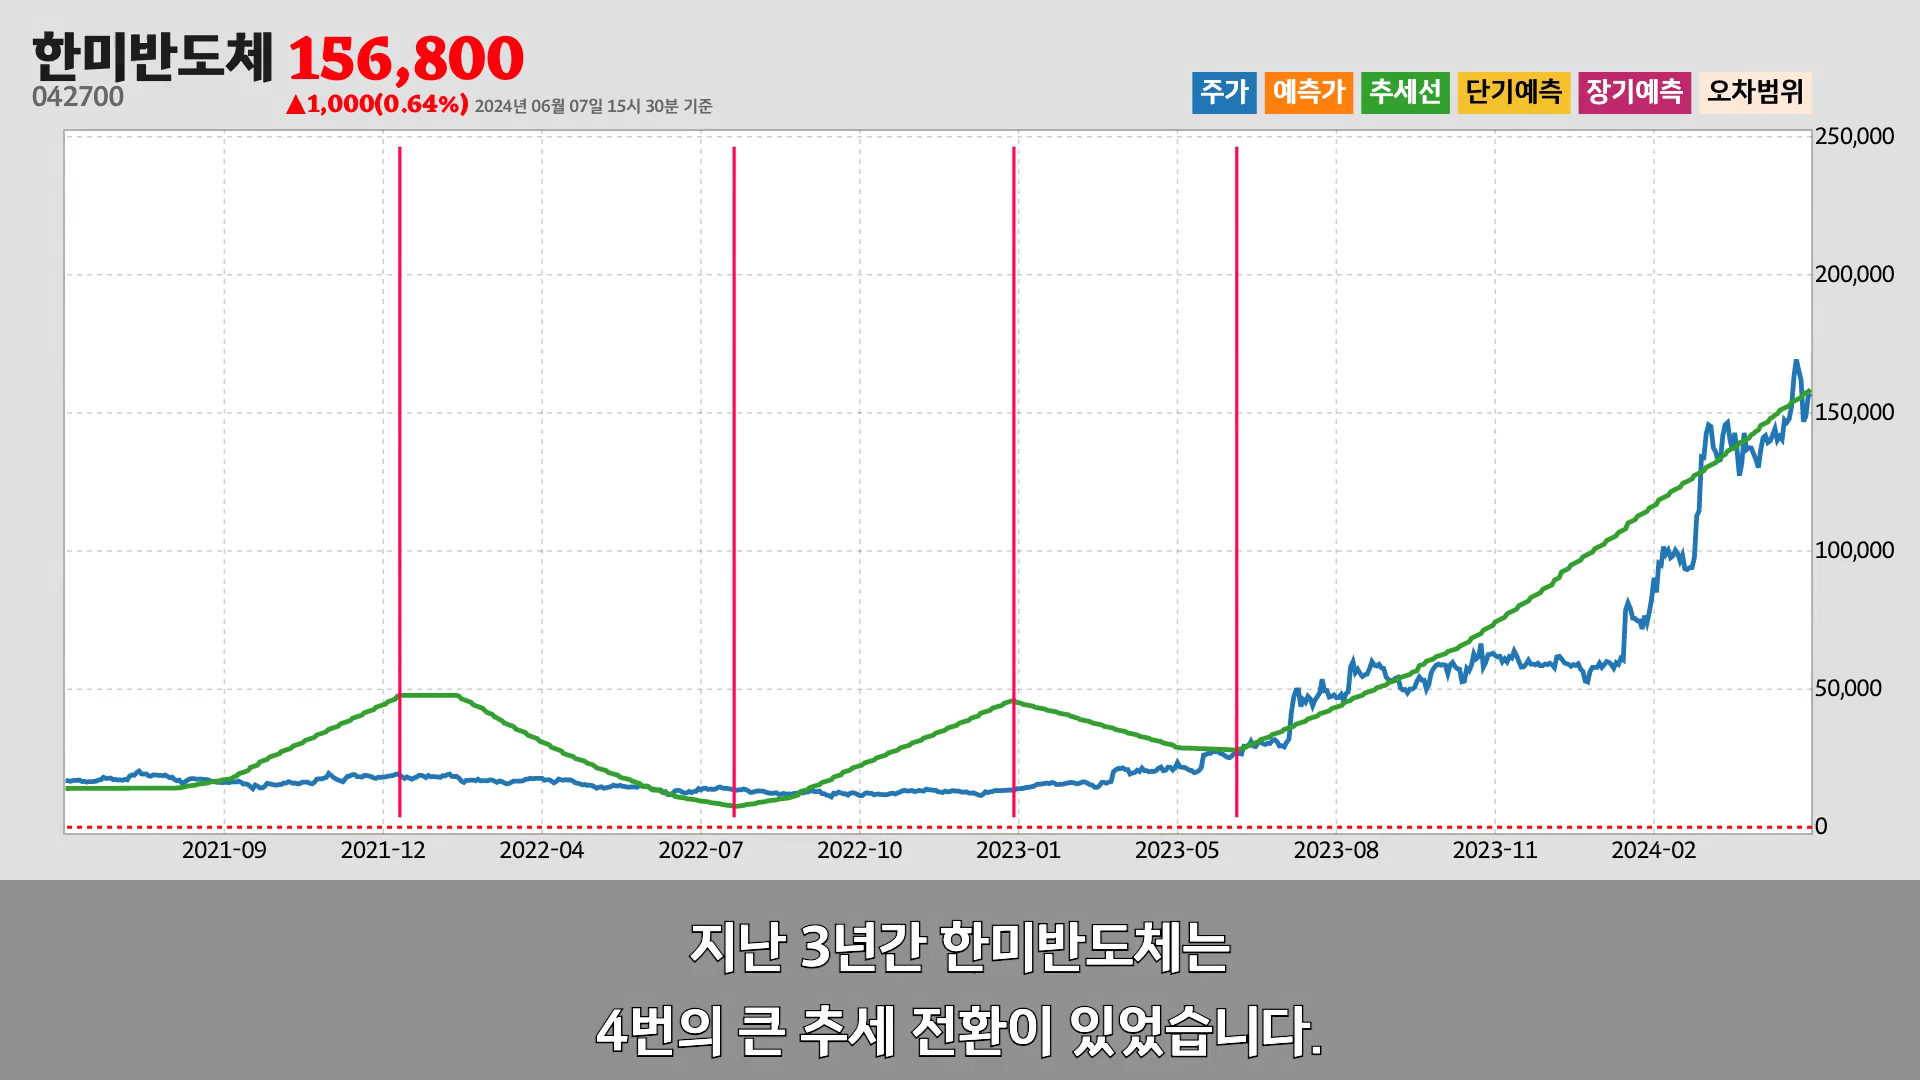 한미반도체 156,800
042700
▲1,000(0.64%) 2024년 06월 07일 15시 30분 기준
주가 예측가 추세선 단기예측 장기예측 오차범위
250,000
200,000
150,000
100,000
50,000
0
2021-09 2021-12 2022-04 2022-07 2022-10 2023-01 2023-05 2023-08 2023-11 2024-02
지난 3년간 한미반도체는
4번의 큰 추세 전환이 있었습니다.